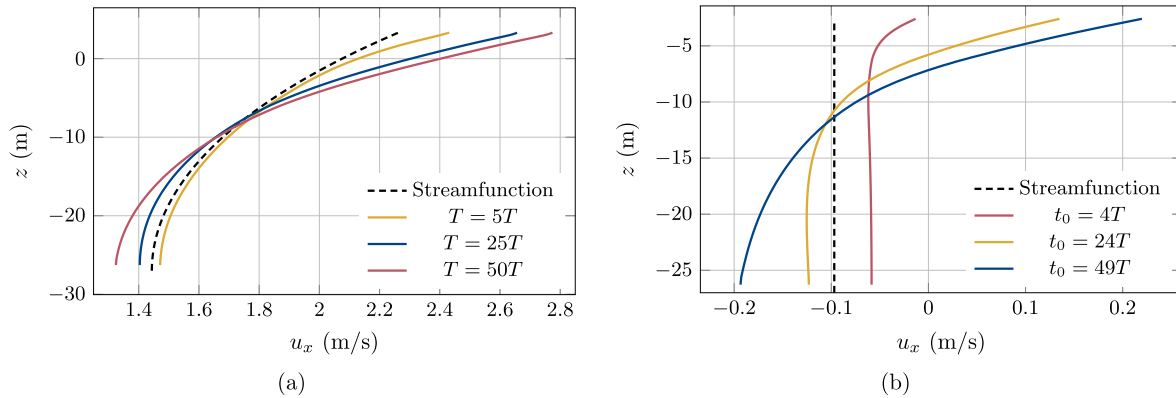 0
−10
−20
−30
z (m)
1.4 1.6 1.8 2 2.2 2.4 2.6 2.8
u_x (m/s)
Streamfunction
T = 5T
T = 25T
T = 50T
(a)
−5
−10
−15
−20
−25
z (m)
−0.2 −0.1 0 0.1 0.2
u_x (m/s)
Streamfunction
t_0 = 4T
t_0 = 24T
t_0 = 49T
(b)